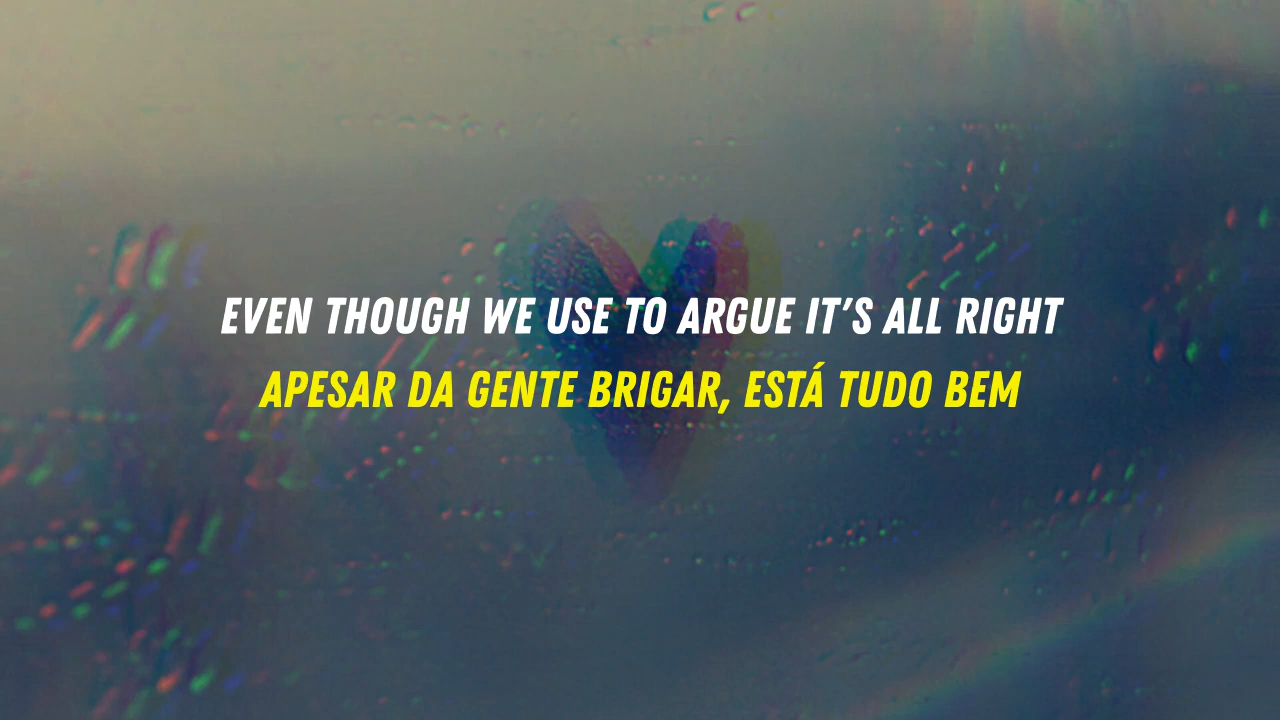 EVEN THOUGH WE USE TO ARGUE IT'S ALL RIGHT
APESAR DA GENTE BRIGAR, ESTÁ TUDO BEM